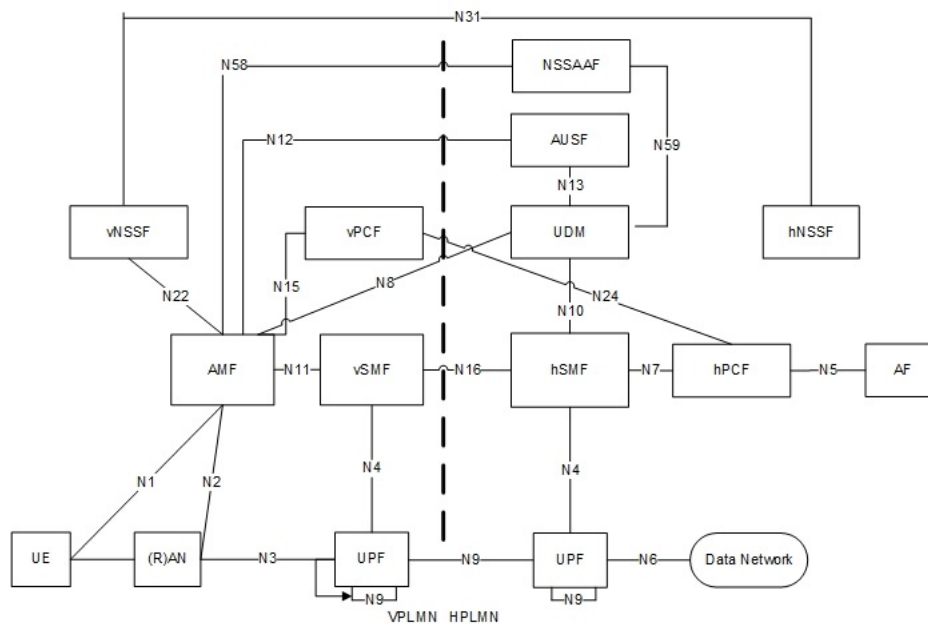 N31
N58
NSSAAF
N12
AUSF
N59
N13
vNSSF
vPCF
UDM
hNSSF
N22
N15
N8
N24
N10
AMF
N11
vSMF
N16
hSMF
N7
hPCF
N5
AF
N1
N2
N4
N4
UE
(R)AN
N3
UPF
N9
UPF
N6
Data Network
N9
N9
VPLMN HPLMN